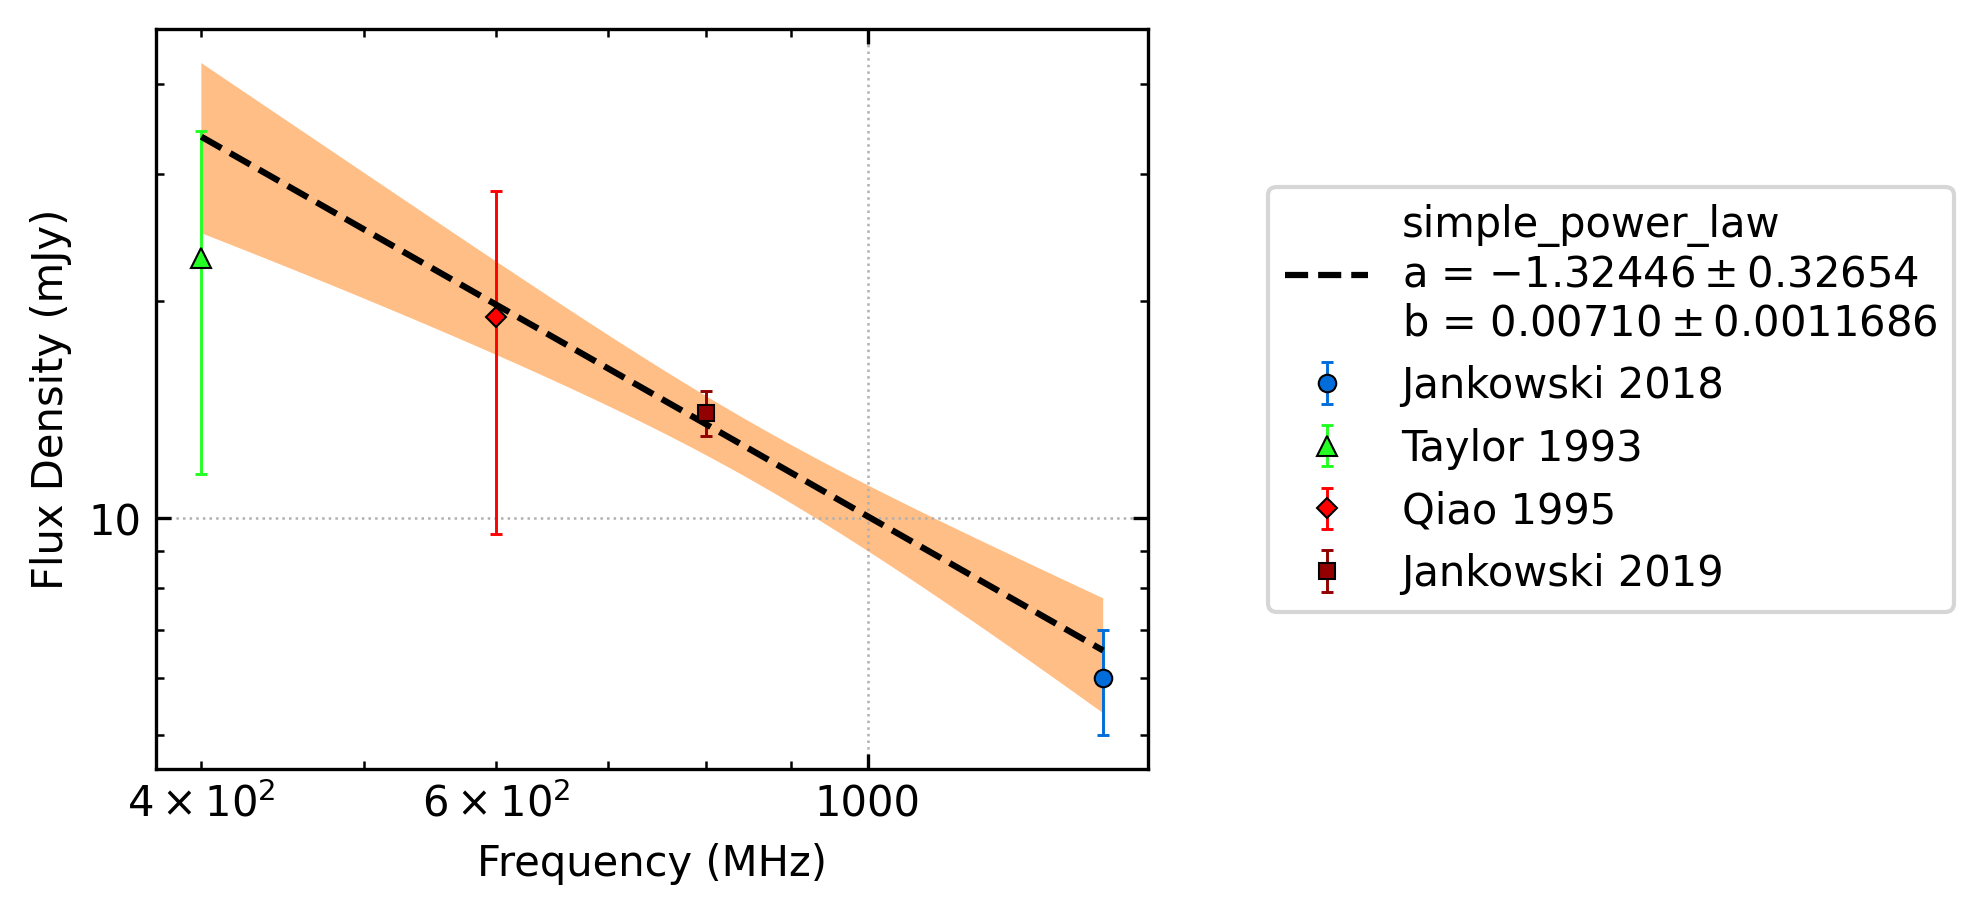 Flux Density (mJy)
10
4 × 10²
6 × 10²
1000
Frequency (MHz)
simple_power_law
a = −1.32446 ± 0.32654
b = 0.00710 ± 0.0011686
Jankowski 2018
Taylor 1993
Qiao 1995
Jankowski 2019